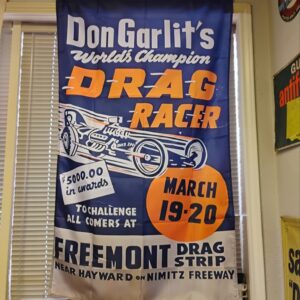 Don Garlit's
World's Champion
DRAG
RACER
$5000.00
in awards
MARCH
19-20
TO CHALLENGE
ALL COMERS AT
FREEMONT DRAG
STRIP
NEAR HAYWARD ON NIMITZ FREEWAY